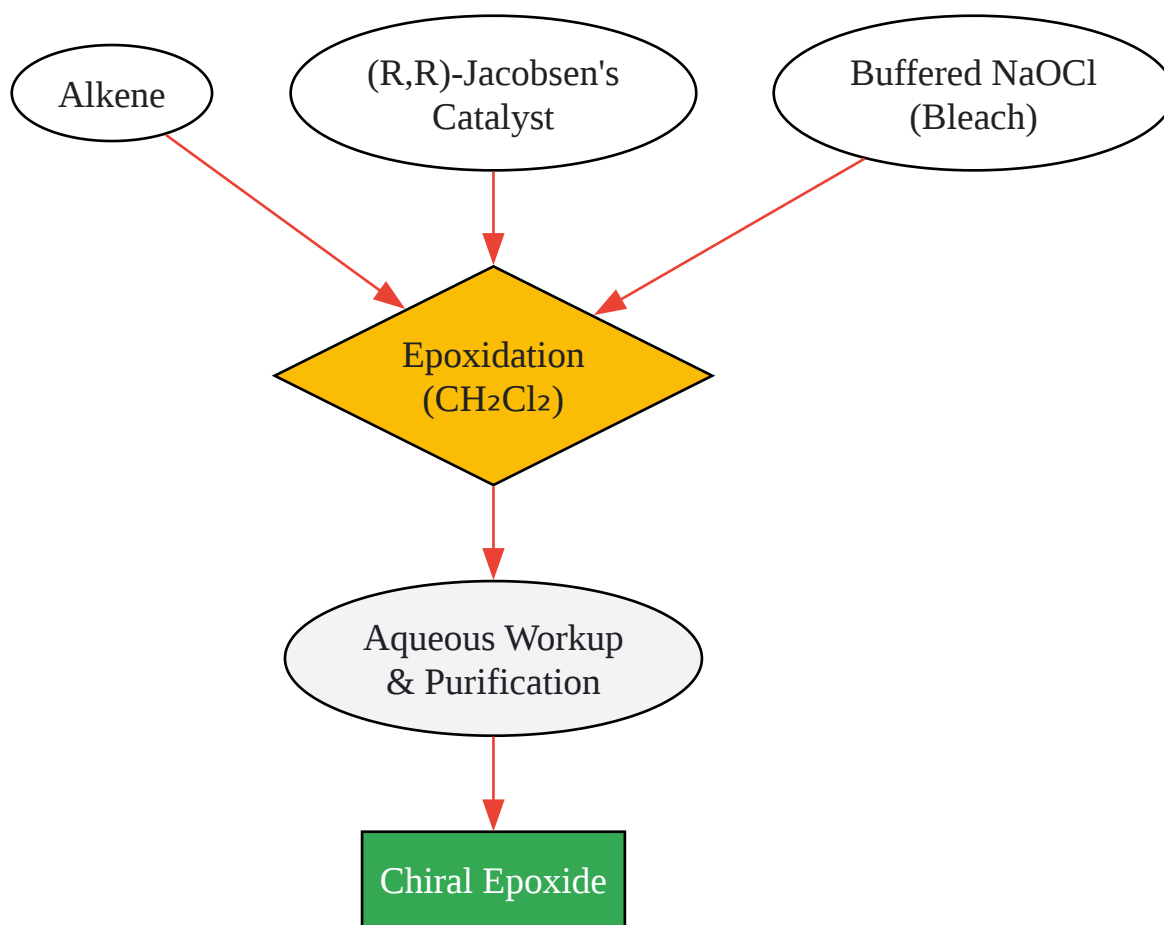 Alkene
(R,R)-Jacobsen's
Catalyst
Buffered NaOCl
(Bleach)
Epoxidation
(CH₂Cl₂)
Aqueous Workup
& Purification
Chiral Epoxide